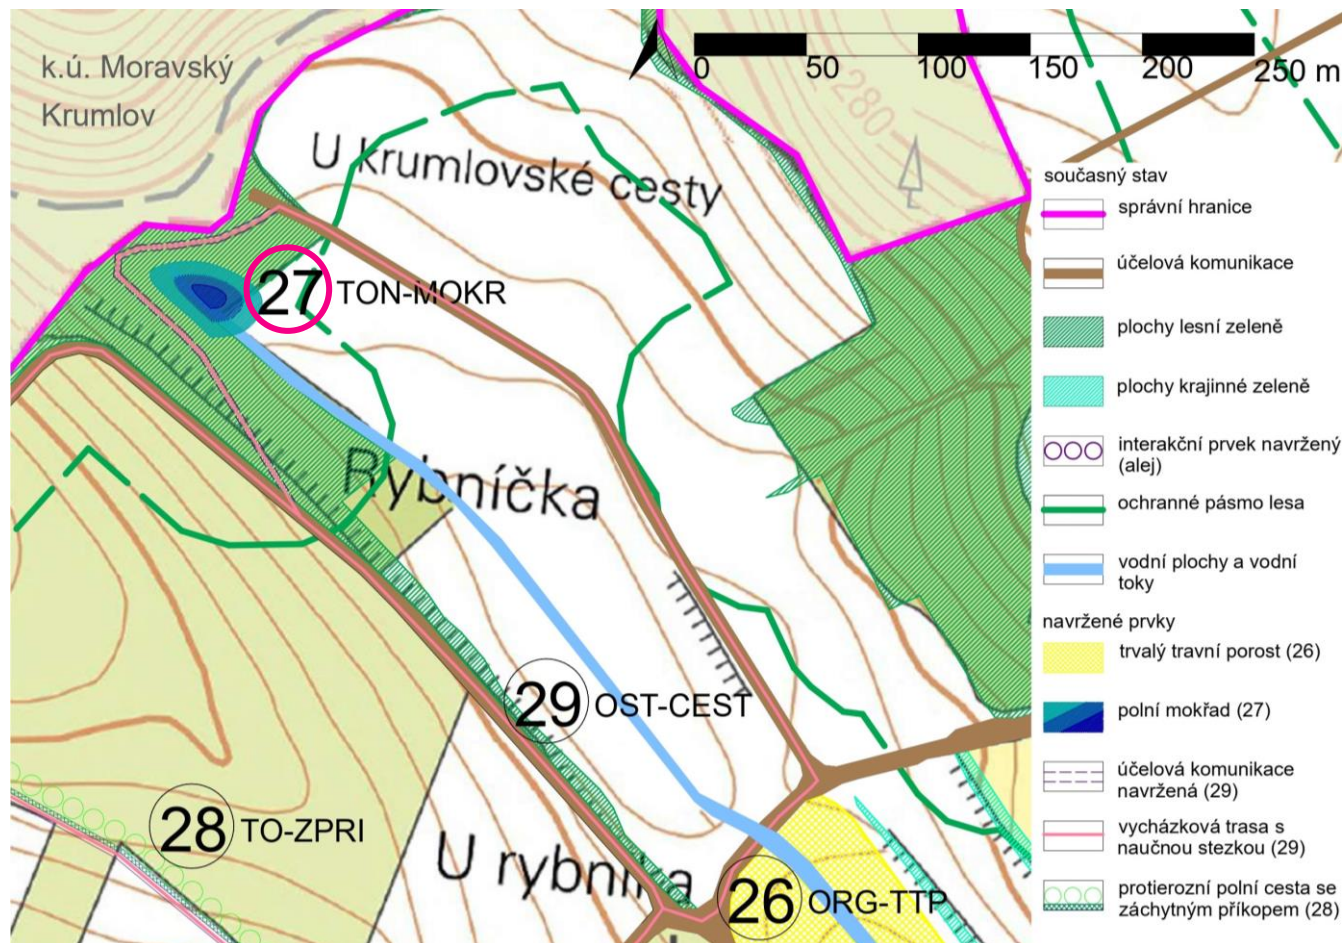 k.ú. Moravský
Krumlov
0 50 100 150 200 250 m
280
U krumlovské cesty
27 TON-MOKR
Rybníčka
29 OST-CEST
28 TO-ZPRI
U rybníka
26 ORG-TTP
současný stav
správní hranice
účelová komunikace
plochy lesní zeleně
plochy krajinné zeleně
interakční prvek navržený
(alej)
ochranné pásmo lesa
vodní plochy a vodní
toky
navržené prvky
trvalý travní porost (26)
polní mokřad (27)
účelová komunikace
navržená (29)
vycházková trasa s
naučnou stezkou (29)
protierozní polní cesta se
záchytným příkopem (28)